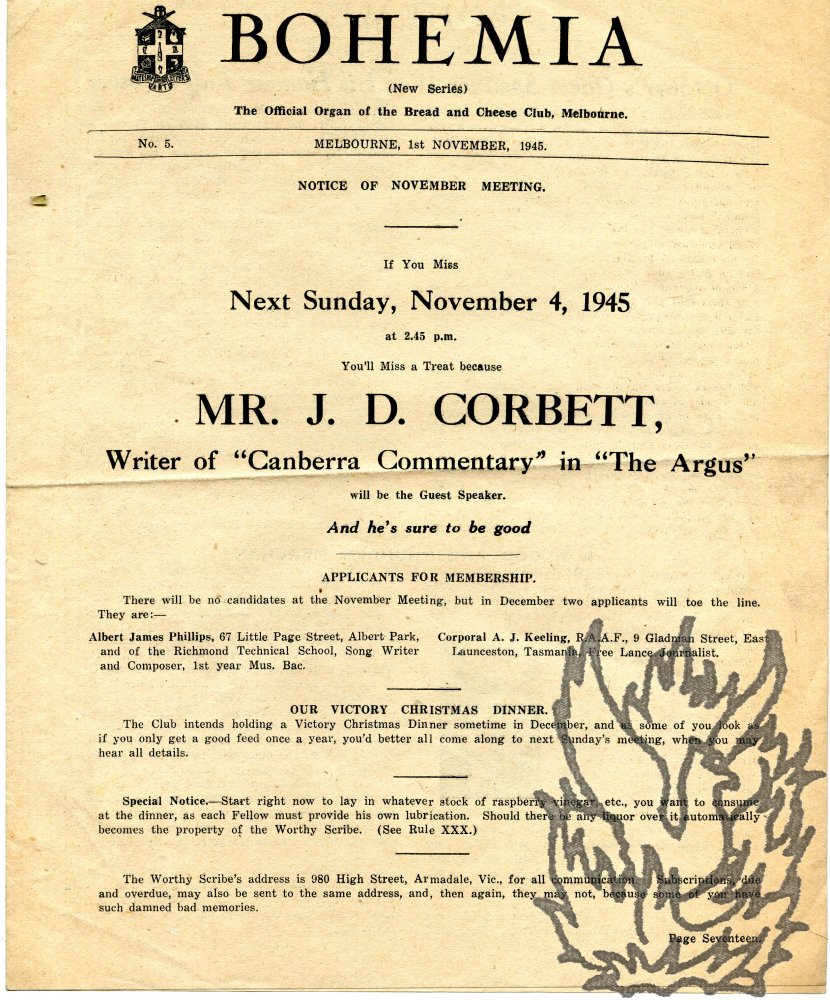 BOHEMIA
(New Series)
The Official Organ of the Bread and Cheese Club, Melbourne.
No. 5. MELBOURNE, 1st NOVEMBER, 1945.
NOTICE OF NOVEMBER MEETING.
If You Miss
Next Sunday, November 4, 1945
at 2.45 p.m.
You'll Miss a Treat because
MR. J. D. CORBETT,
Writer of "Canberra Commentary" in "The Argus"
will be the Guest Speaker.
And he's sure to be good
APPLICANTS FOR MEMBERSHIP.
There will be no candidates at the November Meeting, but in December two applicants will toe the line.
They are:—
Albert James Phillips, 67 Little Page Street, Albert Park,
and of the Richmond Technical School, Song Writer
and Composer, 1st year Mus. Bac.
Corporal A. J. Keeling, R.A.A.F., 9 Gladman Street, East
Launceston, Tasmania, Free Lance Journalist.
OUR VICTORY CHRISTMAS DINNER.
The Club intends holding a Victory Christmas Dinner sometime in December, and as some of you look as
if you only get a good feed once a year, you'd better all come along to next Sunday's meeting, when you may
hear all details.
Special Notice.—Start right now to lay in whatever stock of raspberry vinegar, etc., you want to consume
at the dinner, as each Fellow must provide his own lubrication. Should there be any liquor over it automatically
becomes the property of the Worthy Scribe. (See Rule XXX.)
The Worthy Scribe's address is 980 High Street, Armadale, Vic., for all communication Subscriptions, due
and overdue, may also be sent to the same address, and, then again, they may not, because some of you have
such damned bad memories.
Page Seventeen.